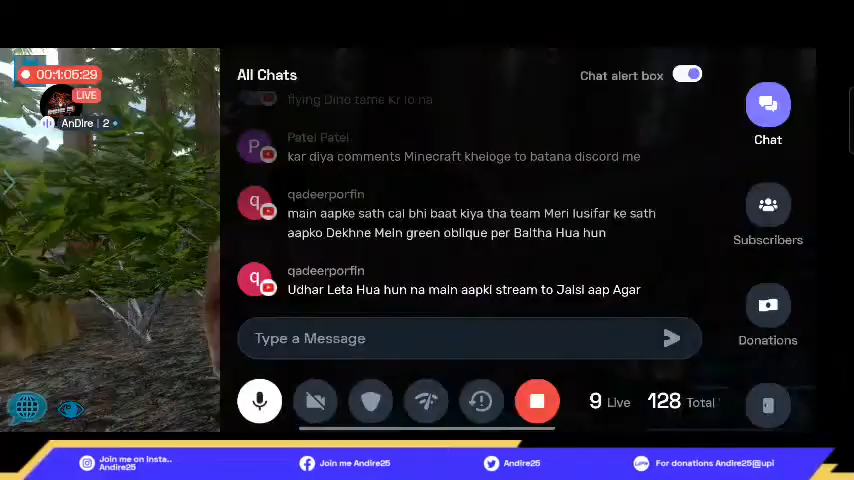 00:1:05:29
LIVE
AnDire | 2
All Chats
Chat alert box
flying Dino tame Kr lo na
Patel Patel
kar diya comments Minecraft kheloge to batana discord me
Chat
qadeerporfin
main aapke sath cal bhi baat kiya tha team Meri lusifar ke sath
aapko Dekhne Mein green oblique per Baitha Hua hun
Subscribers
qadeerporfin
Udhar Leta Hua hun na main aapki stream to Jaisi aap Agar
Type a Message
Donations
9 Live 128 Total
Join me on Insta..
Andire25
Join me Andire25
Andire25
For donations Andire25@upi